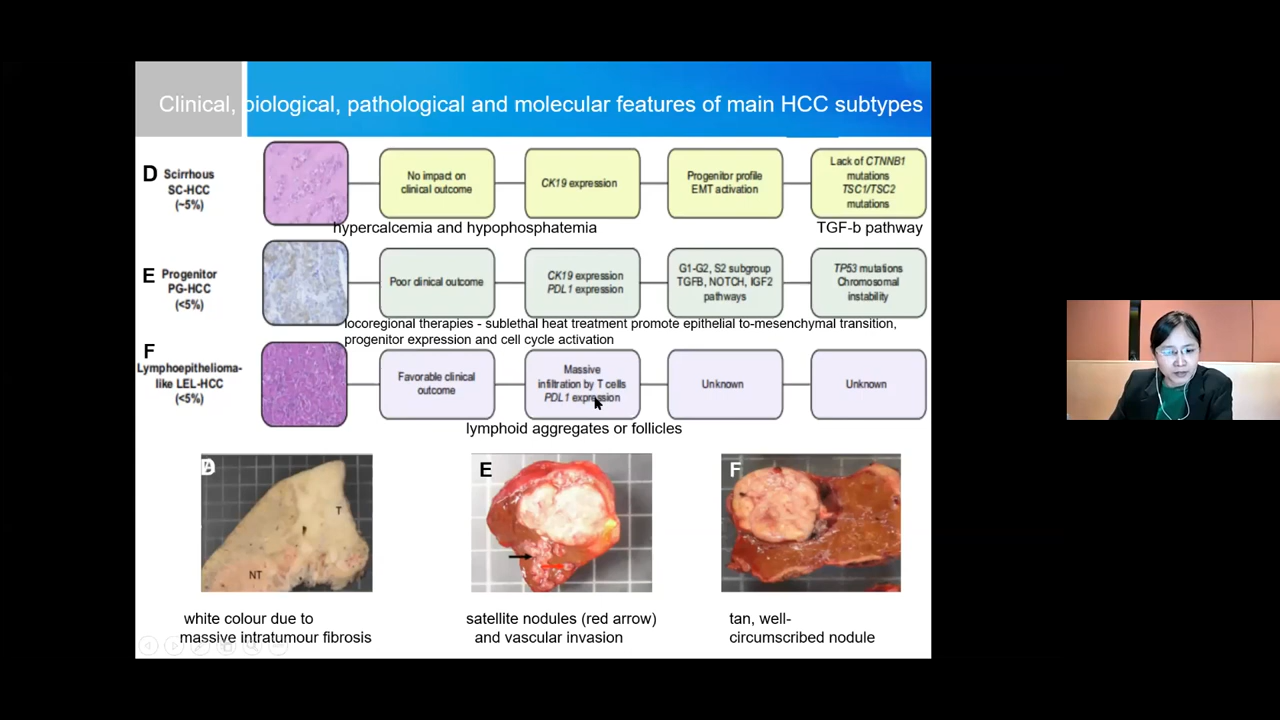 Clinical, biological, pathological and molecular features of main HCC subtypes
D
Scirrhous
SC-HCC
(~5%)
No impact on
clinical outcome
CK19 expression
Progenitor profile
EMT activation
Lack of CTNNB1
mutations
TSC1/TSC2
mutations
hypercalcemia and hypophosphatemia
TGF-b pathway
E
Progenitor
PG-HCC
(<5%)
Poor clinical outcome
CK19 expression
PDL1 expression
G1-G2, S2 subgroup
TGFB, NOTCH, IGF2
pathways
TP53 mutations
Chromosomal
instability
locoregional therapies - sublethal heat treatment promote epithelial to-mesenchymal transition,
progenitor expression and cell cycle activation
F
Lymphoepithelioma-
like LEL-HCC
(<5%)
Favorable clinical
outcome
Massive
infiltration by T cells
PDL1 expression
Unknown
Unknown
lymphoid aggregates or follicles
D
T
NT
E
F
white colour due to
massive intratumour fibrosis
satellite nodules (red arrow)
and vascular invasion
tan, well-
circumscribed nodule